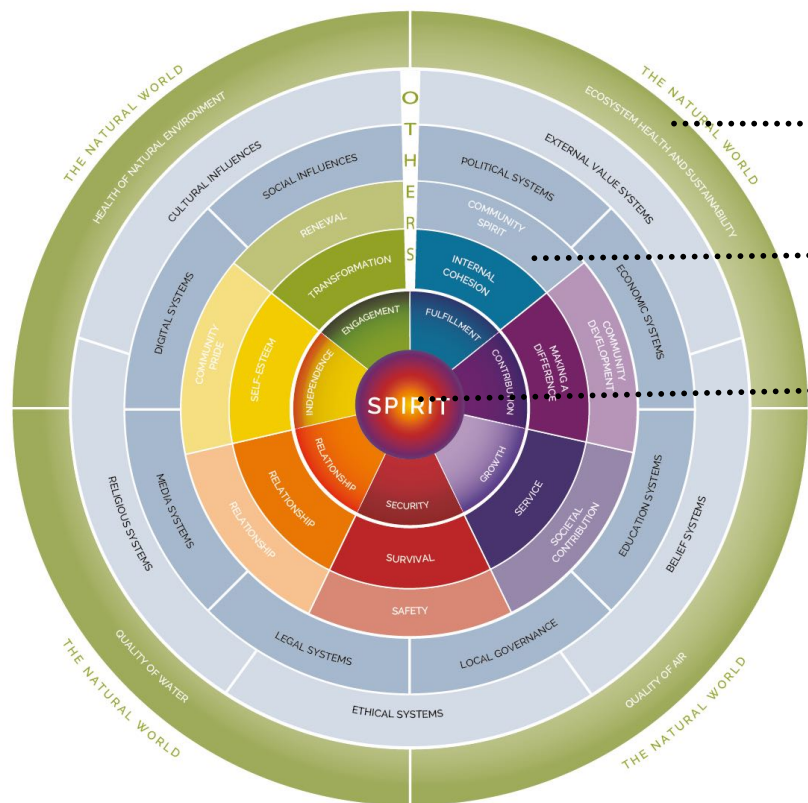 THE NATURAL WORLD
THE NATURAL WORLD
HEALTH OF NATURAL ENVIRONMENT
ECOSYSTEM HEALTH AND SUSTAINABILITY
OTHERS
CULTURAL INFLUENCES
EXTERNAL VALUE SYSTEMS
SOCIAL INFLUENCES
POLITICAL SYSTEMS
RENEWAL
COMMUNITY
SPIRIT
TRANSFORMATION
INTERNAL
COHESION
DIGITAL SYSTEMS
ECONOMIC SYSTEMS
COMMUNITY PRIDE
SELF-ESTEEM
INDEPENDENCE
ENGAGEMENT
FULFILLMENT
CONTRIBUTION
MAKING A
DIFFERENCE
COMMUNITY
DEVELOPMENT
SPIRIT
RELATIONSHIP
GROWTH
SECURITY
RELATIONSHIP
SERVICE
RELATIONSHIP
SURVIVAL
SOCIETAL
CONTRIBUTION
SAFETY
MEDIA SYSTEMS
EDUCATION SYSTEMS
RELIGIOUS SYSTEMS
BELIEF SYSTEMS
LEGAL SYSTEMS
LOCAL GOVERNANCE
ETHICAL SYSTEMS
QUALITY OF WATER
QUALITY OF AIR
THE NATURAL WORLD
THE NATURAL WORLD